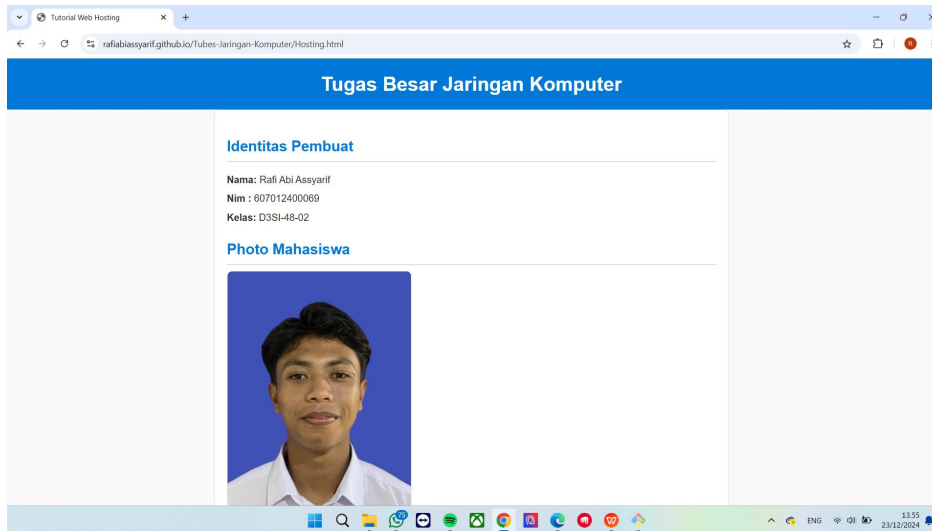 Tutorial Web Hosting
rafiabiassyarif.github.io/Tubes-Jaringan-Komputer/Hosting.html
R
Tugas Besar Jaringan Komputer
Identitas Pembuat
Nama: Rafi Abi Assyarif
Nim : 607012400069
Kelas: D3SI-48-02
Photo Mahasiswa
75
ENG
13.55
23/12/2024